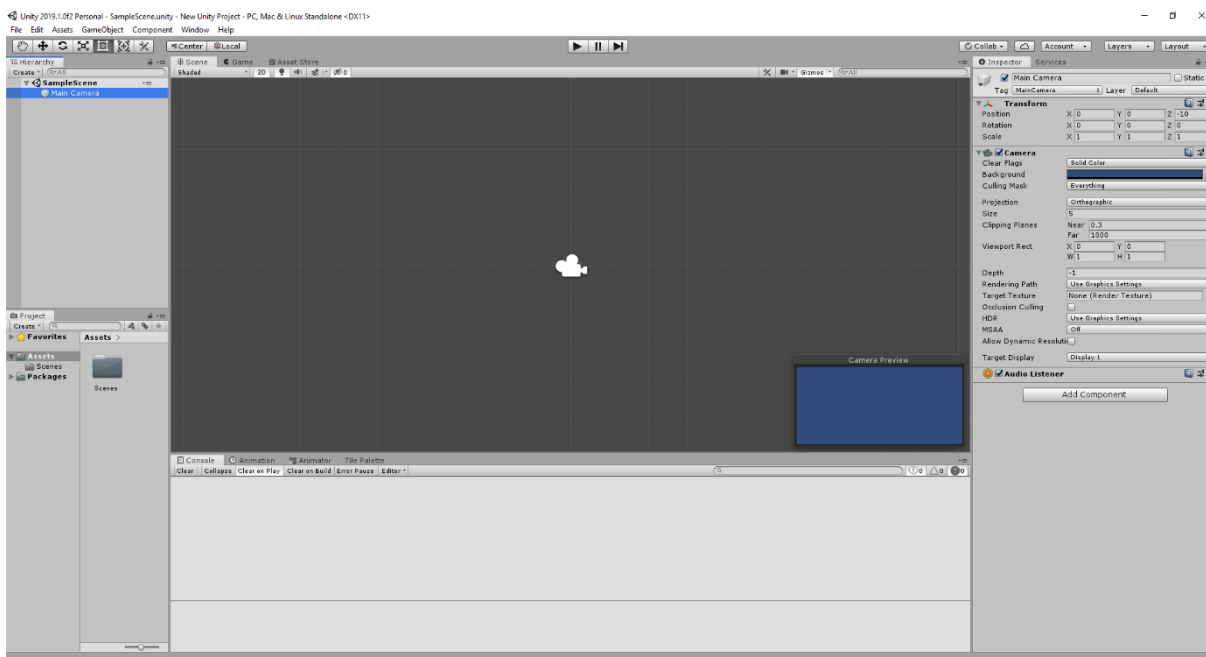 Unity 2019.1.0f2 Personal - SampleScene.unity - New Unity Project - PC, Mac & Linux Standalone <DX11>
File Edit Assets GameObject Component Window Help
Center Local
Collab Account Layers Layout
Hierarchy
Create All
SampleScene
Main Camera
Scene Game Asset Store
Shaded 2D 0 Gizmos All
Inspector Services
Main Camera Static
Tag MainCamera Layer Default
Transform
Position X 0 Y 0 Z -10
Rotation X 0 Y 0 Z 0
Scale X 1 Y 1 Z 1
Camera
Clear Flags Solid Color
Background
Culling Mask Everything
Projection Orthographic
Size 5
Clipping Planes Near 0.3
Far 1000
Viewport Rect X 0 Y 0
W 1 H 1
Depth -1
Rendering Path Use Graphics Settings
Target Texture None (Render Texture)
Occlusion Culling
HDR Use Graphics Settings
MSAA Off
Allow Dynamic Resoluti
Target Display Display 1
Audio Listener
Add Component
Camera Preview
Project
Create
Favorites
Assets
Scenes
Packages
Assets >
Scenes
Console Animation Animator Tile Palette
Clear Collapse Clear on Play Clear on Build Error Pause Editor 0 0 0